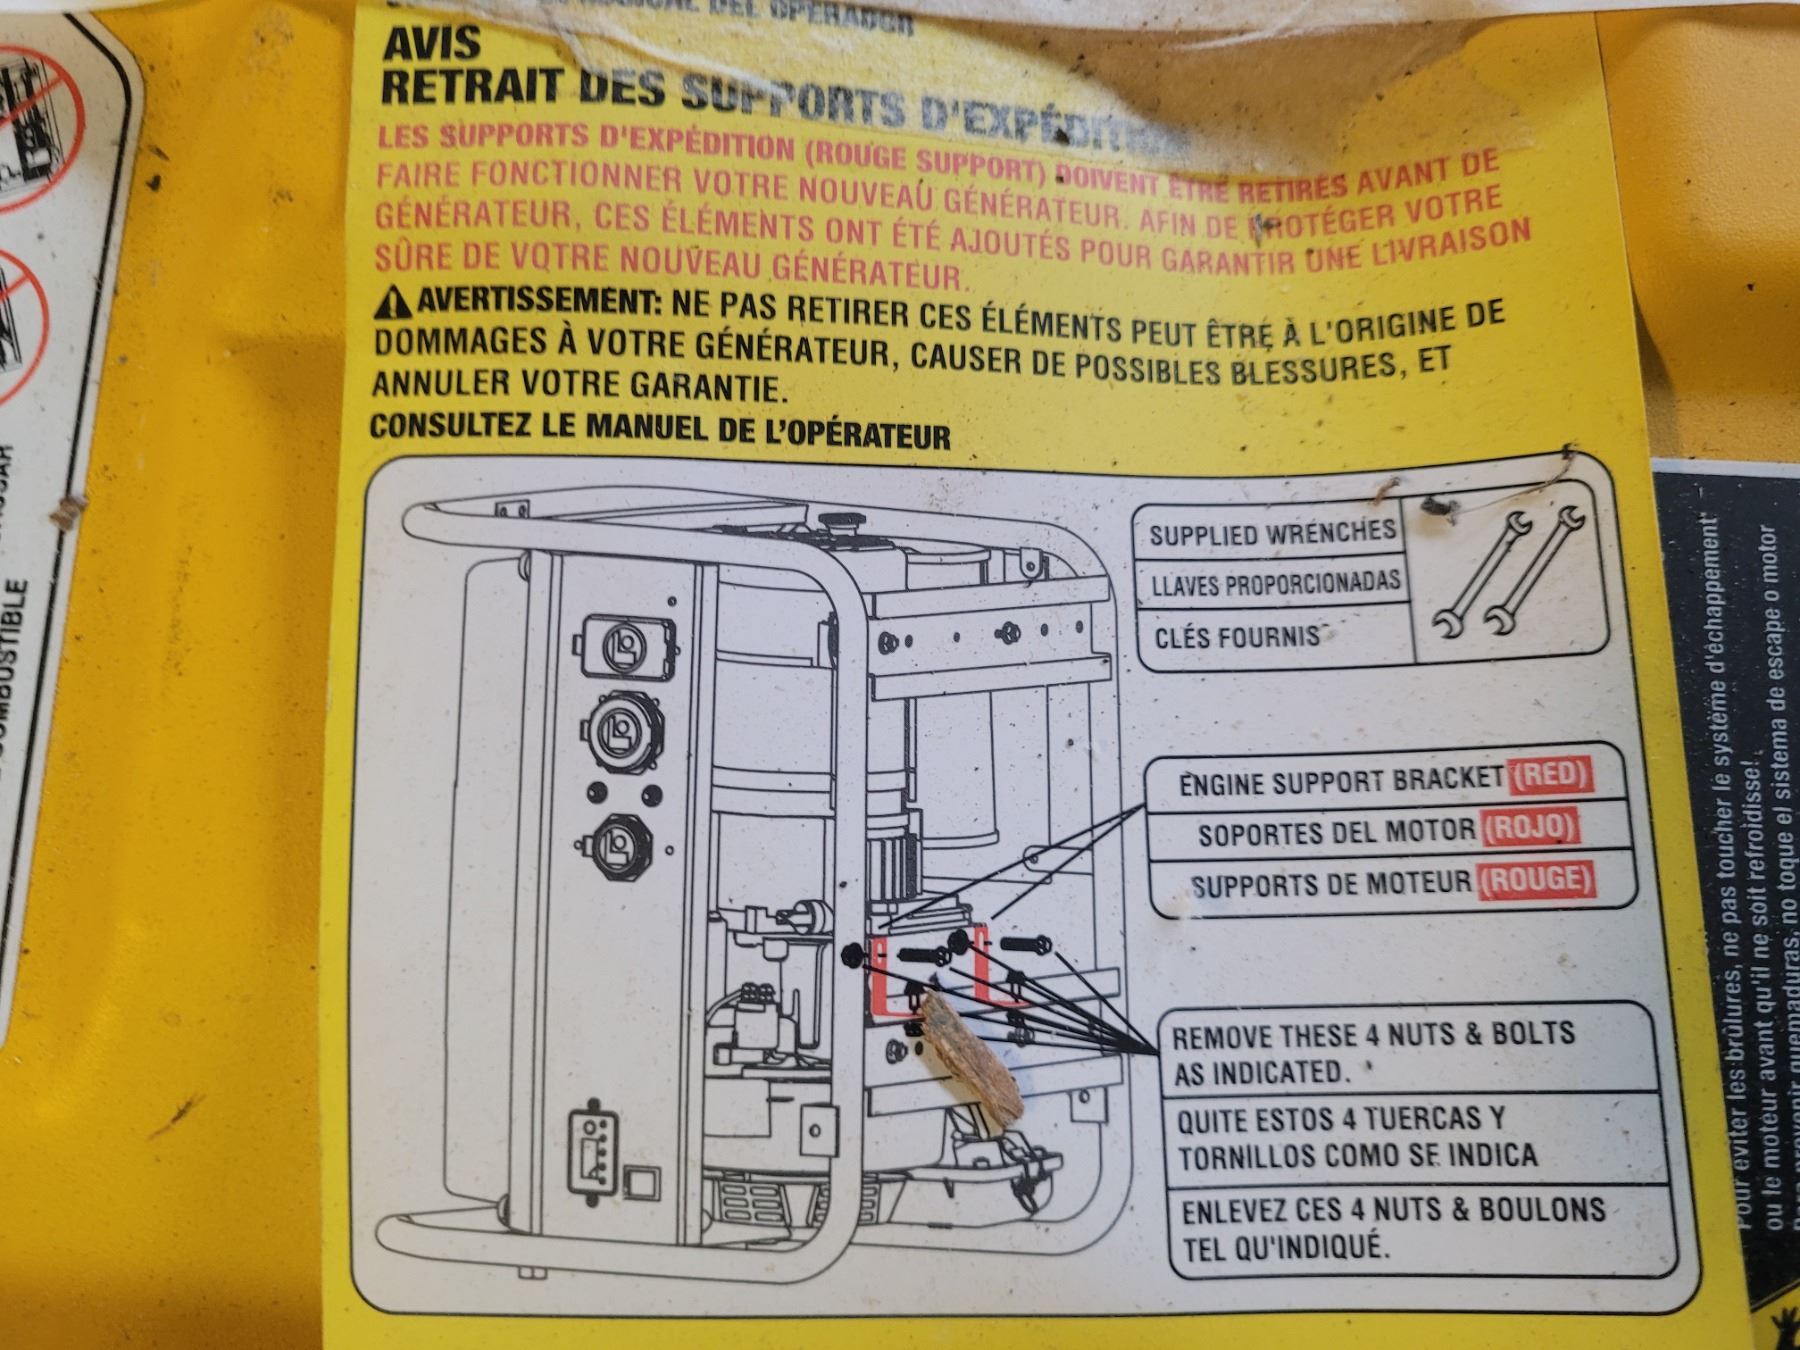 DEL OPERADOR
AVIS
RETRAIT DES SUPPORTS D'EXPÉDITION
LES SUPPORTS D'EXPÉDITION (ROUGE SUPPORT) DOIVENT ÊTRE RETIRÉS AVANT DE
FAIRE FONCTIONNER VOTRE NOUVEAU GÉNÉRATEUR. AFIN DE PROTÉGER VOTRE
GÉNÉRATEUR, CES ÉLÉMENTS ONT ÉTÉ AJOUTÉS POUR GARANTIR UNE LIVRAISON
SÛRE DE VOTRE NOUVEAU GÉNÉRATEUR.
AVERTISSEMENT: NE PAS RETIRER CES ÉLÉMENTS PEUT ÊTRE À L'ORIGINE DE
DOMMAGES À VOTRE GÉNÉRATEUR, CAUSER DE POSSIBLES BLESSURES, ET
ANNULER VOTRE GARANTIE.
CONSULTEZ LE MANUEL DE L'OPÉRATEUR
SUPPLIED WRENCHES
LLAVES PROPORCIONADAS
CLÉS FOURNIS
ENGINE SUPPORT BRACKET (RED)
SOPORTES DEL MOTOR (ROJO)
SUPPORTS DE MOTEUR (ROUGE)
REMOVE THESE 4 NUTS & BOLTS
AS INDICATED.
QUITE ESTOS 4 TUERCAS Y
TORNILLOS COMO SE INDICA
ENLEVEZ CES 4 NUTS & BOULONS
TEL QU'INDIQUÉ.
Pour éviter les brûlures, ne pas toucher le système d'échappement
ou le moteur avant qu'il ne soit refroidisse!
quemaduras, no toque el sistema de escape o motor